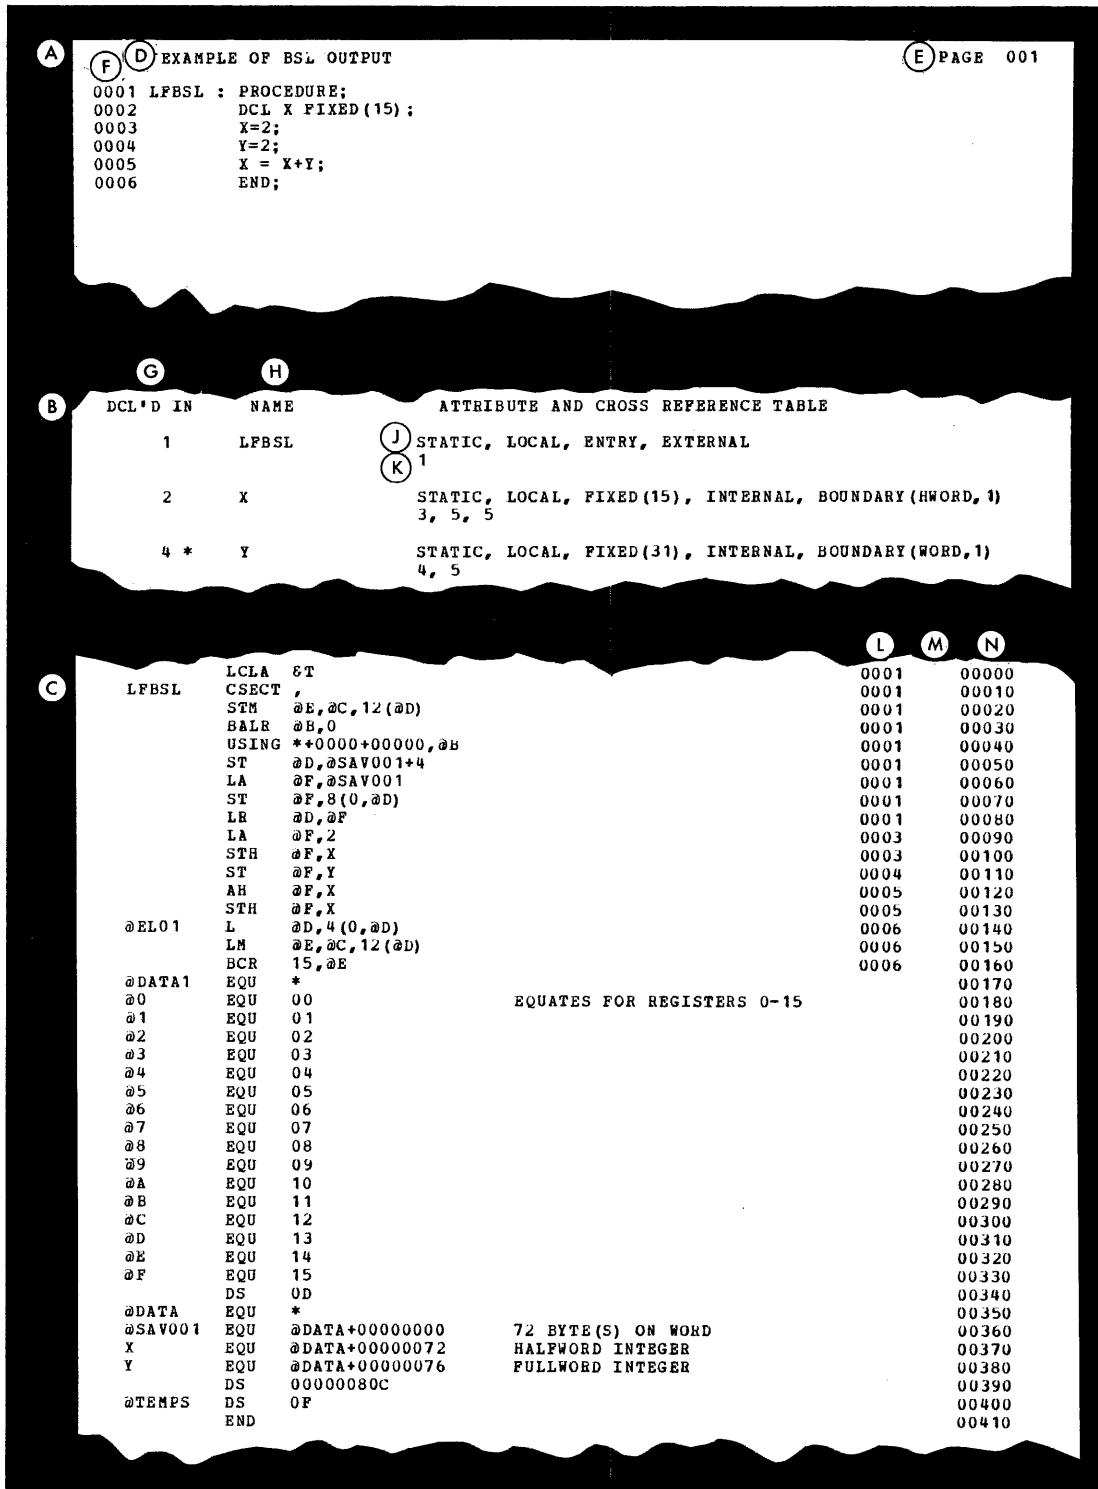 A
F D EXAMPLE OF BSL OUTPUT E PAGE 001
0001 LFBSL : PROCEDURE;
0002 DCL X FIXED(15);
0003 X=2;
0004 Y=2;
0005 X = X+Y;
0006 END;
G H
B DCL'D IN NAME ATTRIBUTE AND CROSS REFERENCE TABLE
1 LFBSL J STATIC, LOCAL, ENTRY, EXTERNAL
K 1
2 X STATIC, LOCAL, FIXED(15), INTERNAL, BOUNDARY(HWORD,1)
3, 5, 5
4 * Y STATIC, LOCAL, FIXED(31), INTERNAL, BOUNDARY(WORD,1)
4, 5
L M N
LCLA &T 0001 00000
C LFBSL CSECT , 0001 00010
STM @E,@C,12(@D) 0001 00020
BALR @B,0 0001 00030
USING *+0000+00000,@B 0001 00040
ST @D,@SAV001+4 0001 00050
LA @F,@SAV001 0001 00060
ST @F,8(0,@D) 0001 00070
LR @D,@F 0001 00080
LA @F,2 0003 00090
STH @F,X 0003 00100
ST @F,Y 0004 00110
AH @F,X 0005 00120
STH @F,X 0005 00130
@EL01 L @D,4(0,@D) 0006 00140
LM @E,@C,12(@D) 0006 00150
BCR 15,@E 0006 00160
@DATA1 EQU * 00170
@0 EQU 00 EQUATES FOR REGISTERS 0-15 00180
@1 EQU 01 00190
@2 EQU 02 00200
@3 EQU 03 00210
@4 EQU 04 00220
@5 EQU 05 00230
@6 EQU 06 00240
@7 EQU 07 00250
@8 EQU 08 00260
@9 EQU 09 00270
@A EQU 10 00280
@B EQU 11 00290
@C EQU 12 00300
@D EQU 13 00310
@E EQU 14 00320
@F EQU 15 00330
DS 0D 00340
@DATA EQU * 00350
@SAV001 EQU @DATA+00000000 72 BYTE(S) ON WORD 00360
X EQU @DATA+00000072 HALFWORD INTEGER 00370
Y EQU @DATA+00000076 FULLWORD INTEGER 00380
DS 00000080C 00390
@TEMPS DS 0F 00400
END 00410